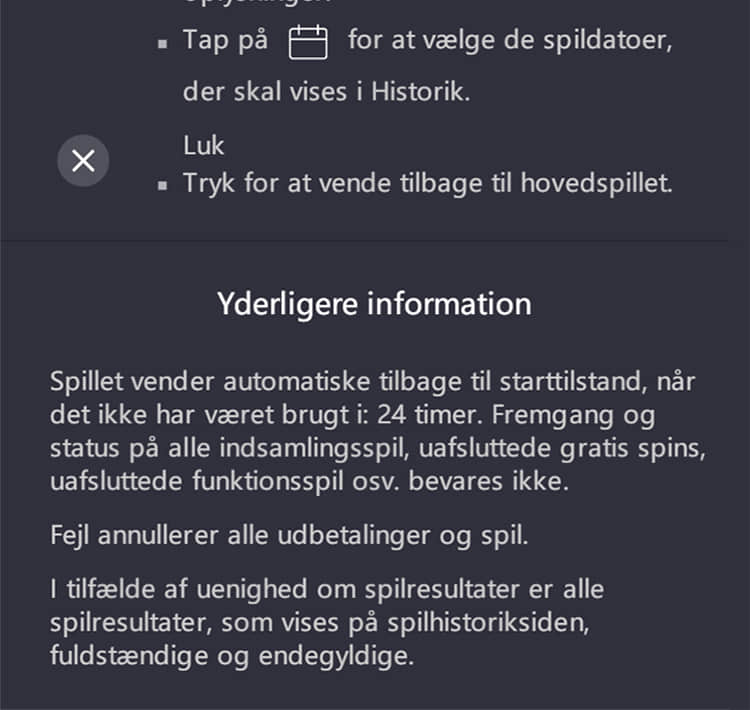 Oplysningen.
Tap på for at vælge de spildatoer,
der skal vises i Historik.
Luk
Tryk for at vende tilbage til hovedspillet.
Yderligere information
Spillet vender automatiske tilbage til starttilstand, når
det ikke har været brugt i: 24 timer. Fremgang og
status på alle indsamlingsspil, uafsluttede gratis spins,
uafsluttede funktionsspil osv. bevares ikke.
Fejl annullerer alle udbetalinger og spil.
I tilfælde af uenighed om spilresultater er alle
spilresultater, som vises på spilhistoriksiden,
fuldstændige og endegyldige.